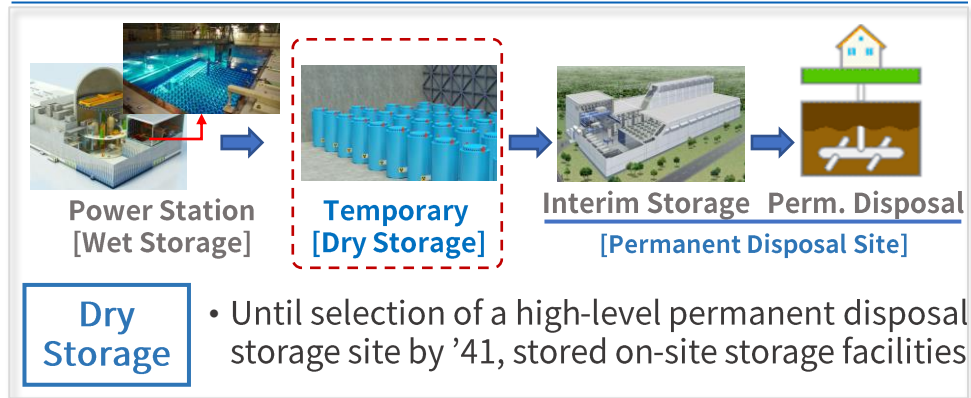 Power Station
[Wet Storage]
Temporary
[Dry Storage]
Interim Storage
Perm. Disposal
[Permanent Disposal Site]
Dry
Storage
• Until selection of a high-level permanent disposal
storage site by ’41, stored on-site storage facilities